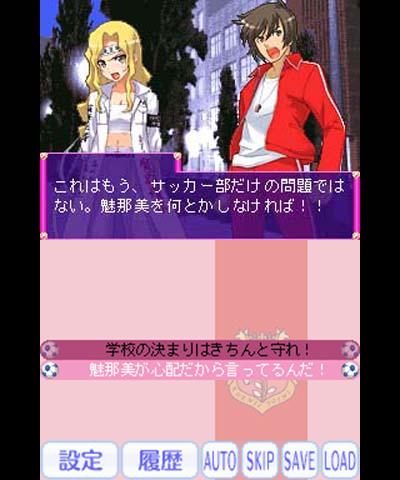 これはもう、サッカー部だけの問題では
ない。魅那美を何とかしなければ！！
学校の決まりはきちんと守れ！
魅那美が心配だから言ってるんだ！
設定 履歴 AUTO SKIP SAVE LOAD